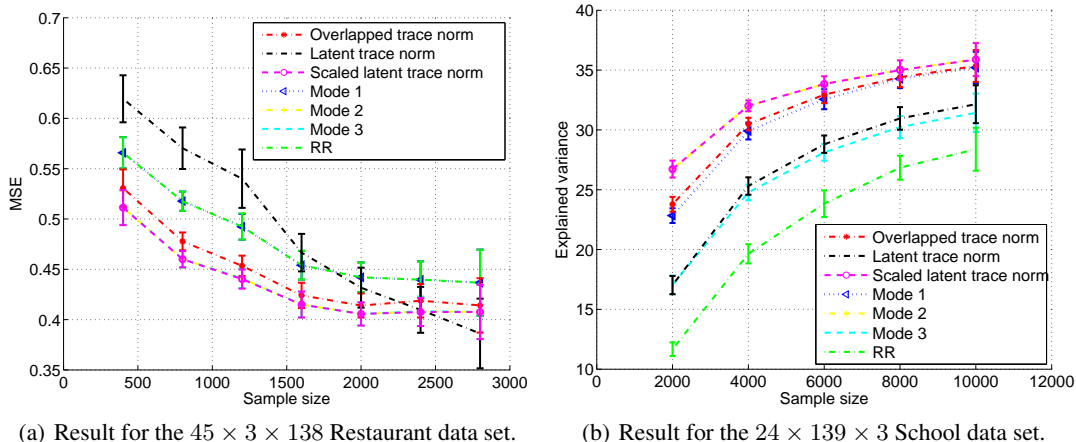 0.7
0.65
0.6
0.55
0.5
0.45
0.4
0.35
MSE
0
500
1000
1500
2000
2500
3000
Sample size
Overlapped trace norm
Latent trace norm
Scaled latent trace norm
Mode 1
Mode 2
Mode 3
RR
(a) Result for the 45 × 3 × 138 Restaurant data set.
40
35
30
25
20
15
10
Explained variance
0
2000
4000
6000
8000
10000
12000
Sample size
Overlapped trace norm
Latent trace norm
Scaled latent trace norm
Mode 1
Mode 2
Mode 3
RR
(b) Result for the 24 × 139 × 3 School data set.